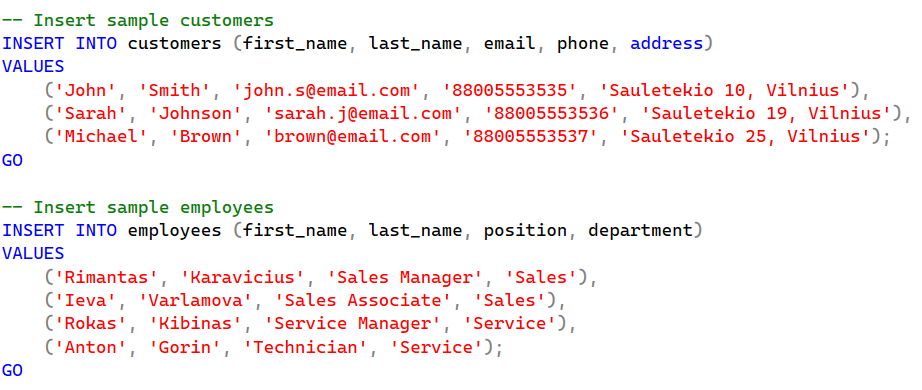 -- Insert sample customers
INSERT INTO customers (first_name, last_name, email, phone, address)
VALUES
    ('John', 'Smith', 'john.s@email.com', '88005553535', 'Sauletekio 10, Vilnius'),
    ('Sarah', 'Johnson', 'sarah.j@email.com', '88005553536', 'Sauletekio 19, Vilnius'),
    ('Michael', 'Brown', 'brown@email.com', '88005553537', 'Sauletekio 25, Vilnius');
GO

-- Insert sample employees
INSERT INTO employees (first_name, last_name, position, department)
VALUES
    ('Rimantas', 'Karavicius', 'Sales Manager', 'Sales'),
    ('Ieva', 'Varlamova', 'Sales Associate', 'Sales'),
    ('Rokas', 'Kibinas', 'Service Manager', 'Service'),
    ('Anton', 'Gorin', 'Technician', 'Service');
GO